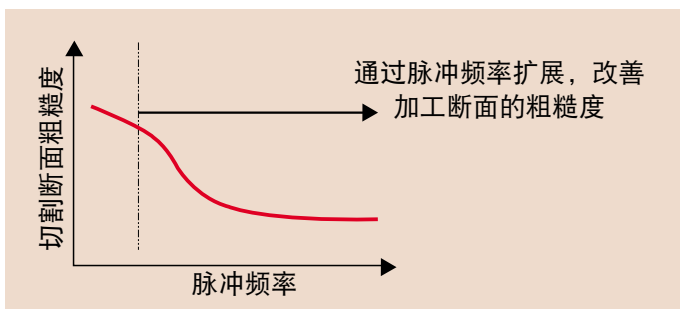 通过脉冲频率扩展，改善
加工断面的粗糙度
切割断面粗糙度
脉冲频率